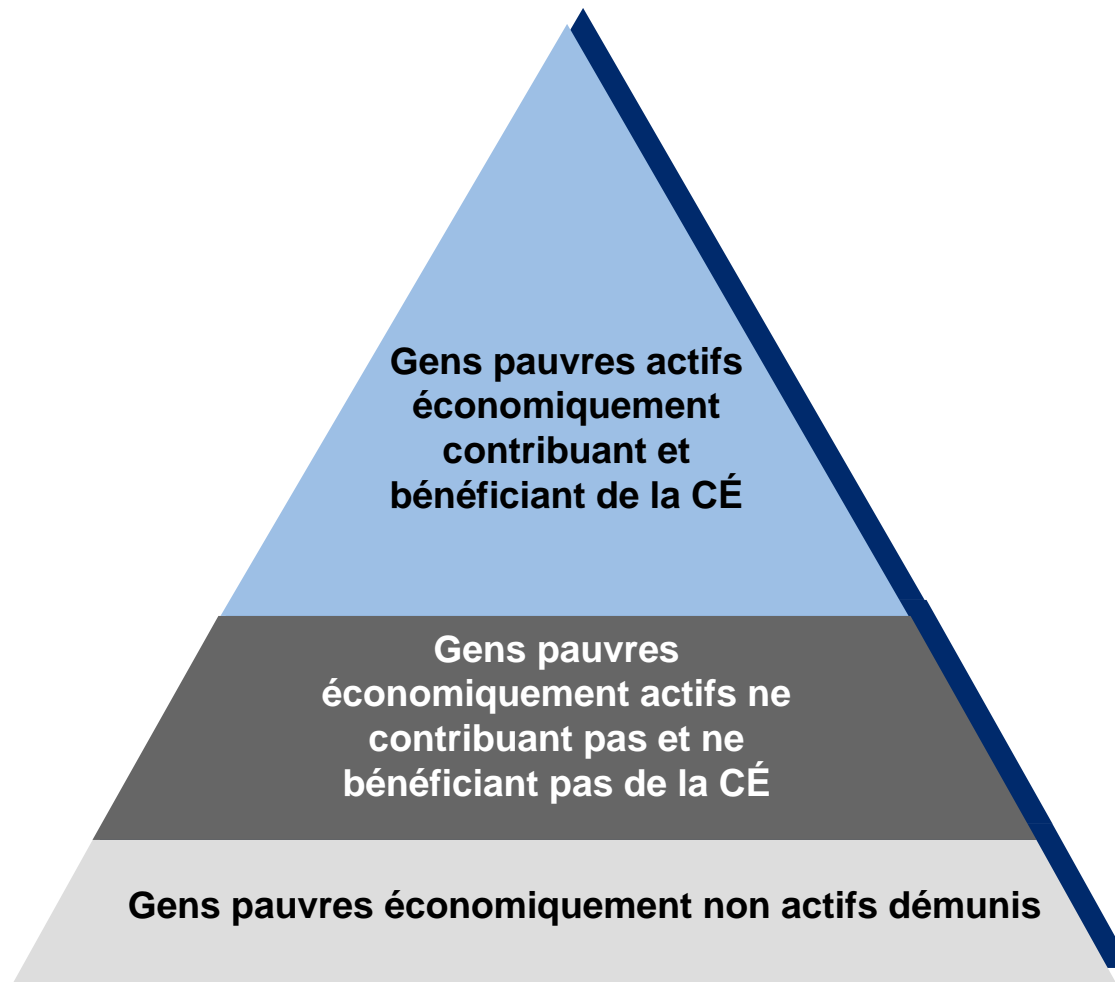 Gens pauvres actifs
économiquement
contribuant et
bénéficiant de la CÉ
Gens pauvres
économiquement actifs ne
contribuant pas et ne
bénéficiant pas de la CÉ
Gens pauvres économiquement non actifs démunis